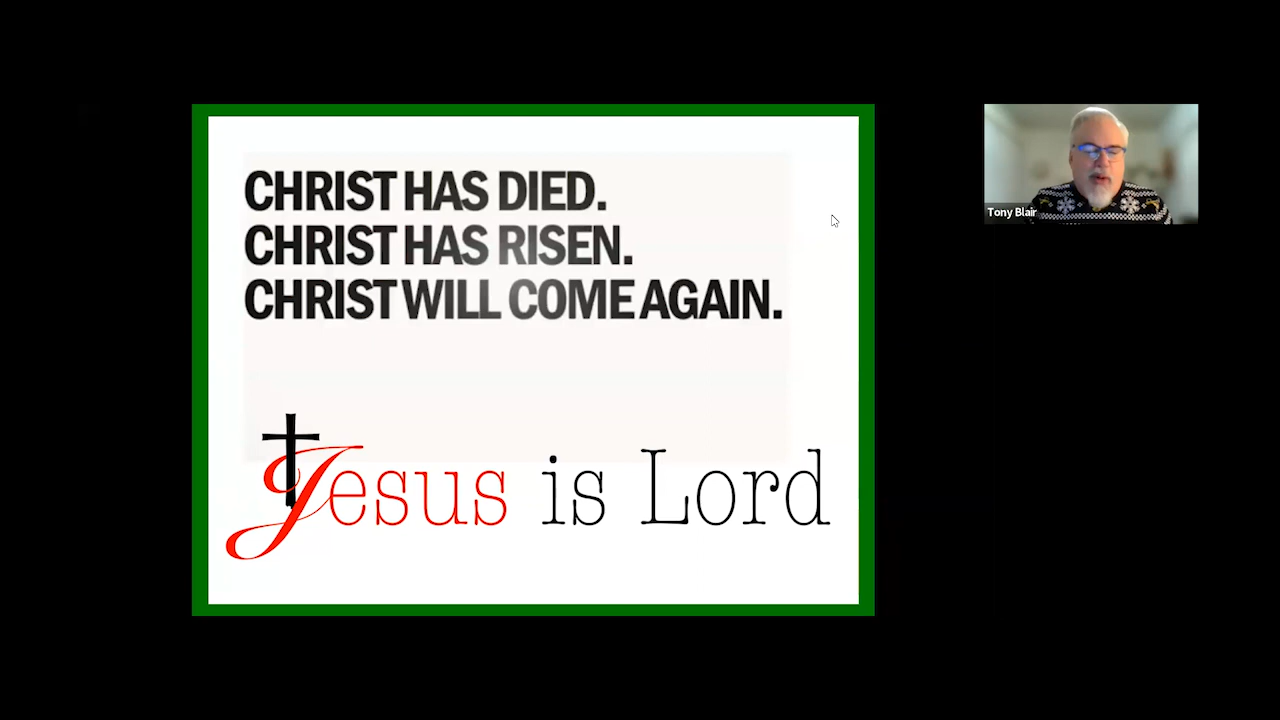 CHRIST HAS DIED.
CHRIST HAS RISEN.
CHRIST WILL COME AGAIN.
Jesus is Lord
Tony Blair